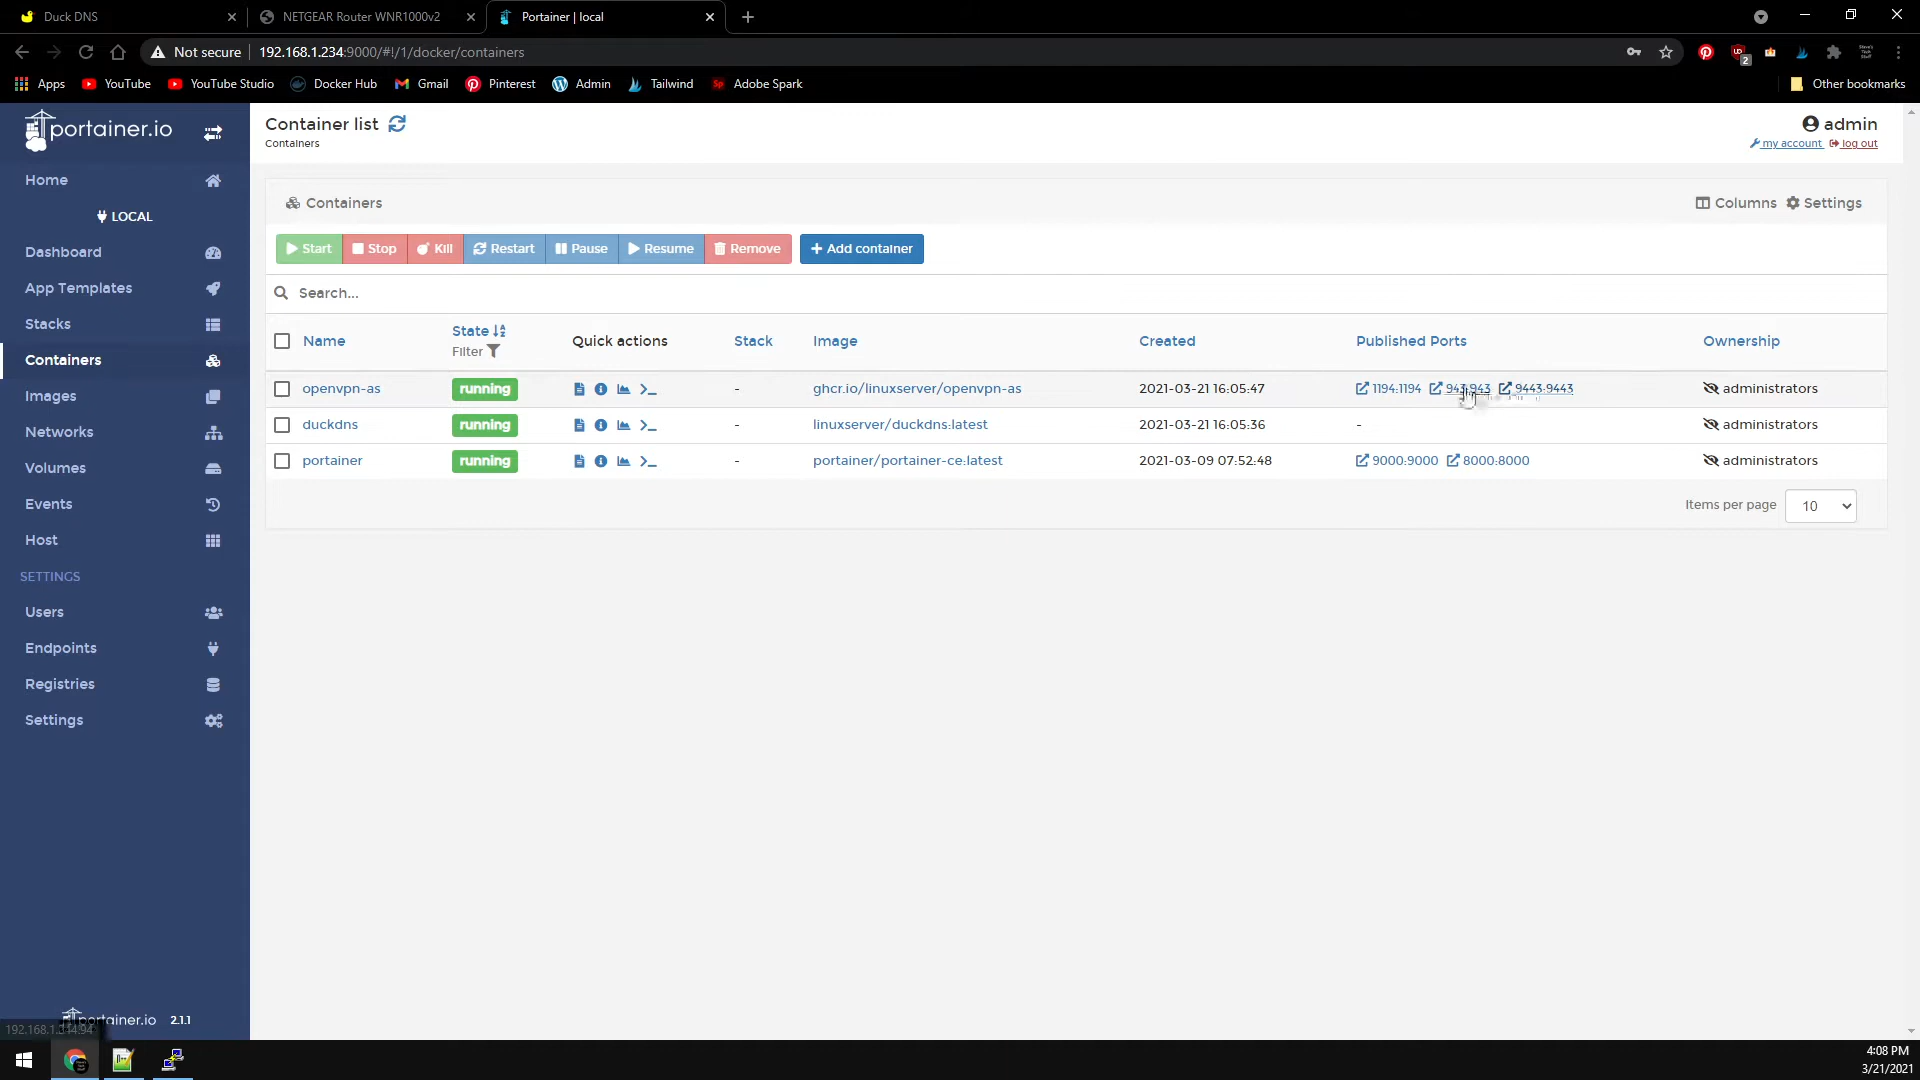 Duck DNS
NETGEAR Router WNR1000v2
Portainer | local
Not secure
192.168.1.234:9000/#!/1/docker/containers
2
Apps
YouTube
YouTube Studio
Docker Hub
Gmail
Pinterest
Admin
Tailwind
Sp Adobe Spark
Other bookmarks
portainer.io
Container list
Containers
admin
my account
log out
Home
LOCAL
Dashboard
App Templates
Stacks
Containers
Images
Networks
Volumes
Events
Host
SETTINGS
Users
Endpoints
Registries
Settings
portainer.io 2.1.1
Containers
Columns
Settings
Start
Stop
Kill
Restart
Pause
Resume
Remove
+ Add container
Search...
Name
State
Filter
Quick actions
Stack
Image
Created
Published Ports
Ownership
openvpn-as running - ghcr.io/linuxserver/openvpn-as 2021-03-21 16:05:47 1194:1194 943:943 9443:9443 administrators
duckdns running - linuxserver/duckdns:latest 2021-03-21 16:05:36 - administrators
portainer running - portainer/portainer-ce:latest 2021-03-09 07:52:48 9000:9000 8000:8000 administrators
Items per page 10
4:08 PM
3/21/2021